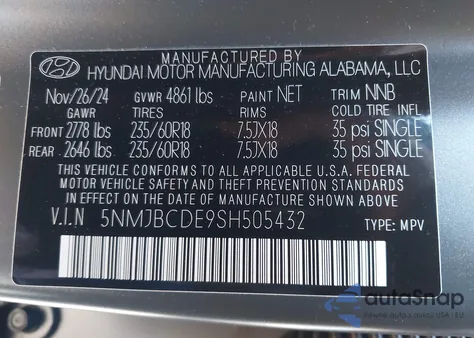 MANUFACTURED BY
HYUNDAI MOTOR MANUFACTURING ALABAMA, LLC
Nov/26/24 GVWR 4861 lbs PAINT NET TRIM NNB
GAWR TIRES RIMS COLD TIRE INFL
FRONT 2778 lbs 235/60R18 7.5JX18 35 psi SINGLE
REAR 2646 lbs 235/60R18 7.5JX18 35 psi SINGLE
THIS VEHICLE CONFORMS TO ALL APPLICABLE U.S.A. FEDERAL
MOTOR VEHICLE SAFETY AND THEFT PREVENTION STANDARDS
IN EFFECT ON THE DATE OF MANUFACTURE SHOWN ABOVE.
V.I.N 5NMJBCDE9SH505432 TYPE: MPV
autoSnap